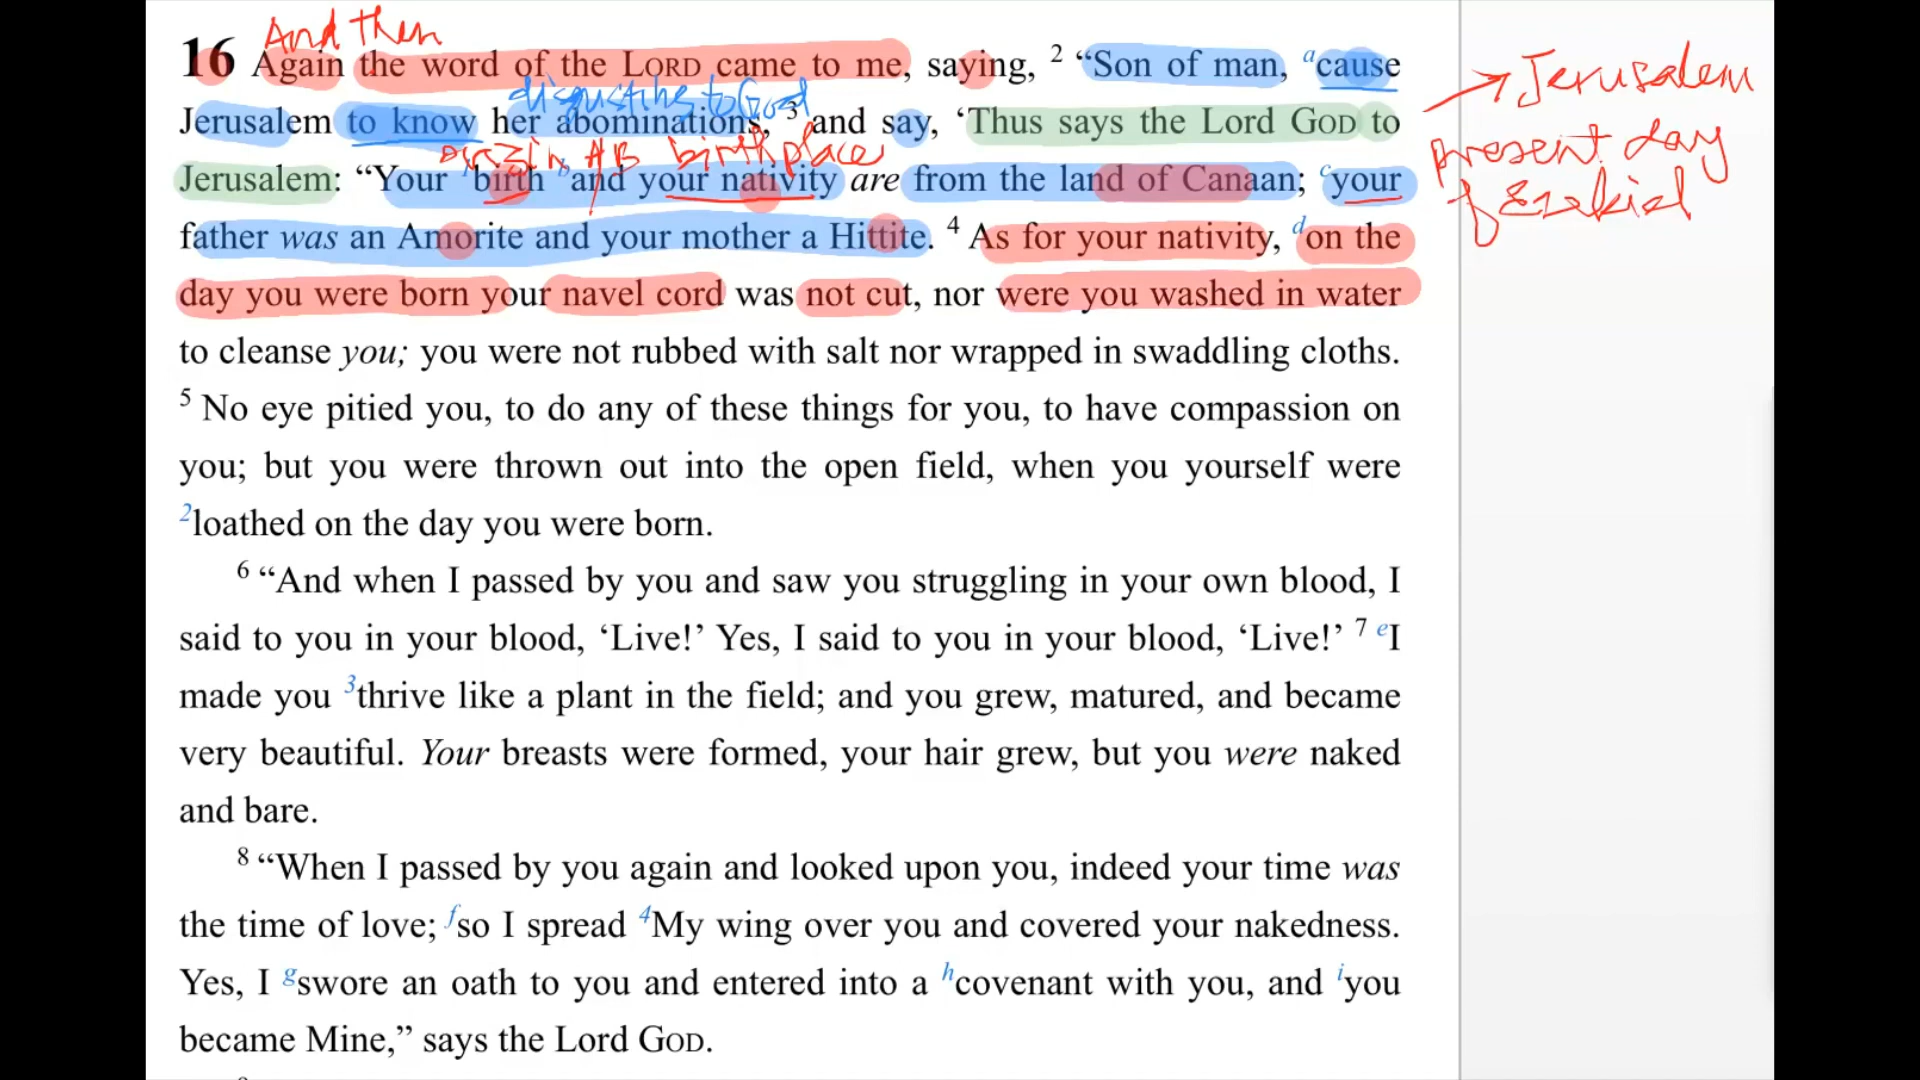 And then
16 Again the word of the LORD came to me, saying, 2 “Son of man, a cause → Jerusalem
disgusting to God
Jerusalem to know her abominations, 3 and say, ‘Thus says the Lord GOD to present day
origin AB birthplace
Jerusalem: “Your 1birth b and your nativity are from the land of Canaan; c your of Ezekiel
father was an Amorite and your mother a Hittite. 4 As for your nativity, d on the
day you were born your navel cord was not cut, nor were you washed in water
to cleanse you; you were not rubbed with salt nor wrapped in swaddling cloths.
5 No eye pitied you, to do any of these things for you, to have compassion on
you; but you were thrown out into the open field, when you yourself were
2loathed on the day you were born.
6 “And when I passed by you and saw you struggling in your own blood, I
said to you in your blood, ‘Live!’ Yes, I said to you in your blood, ‘Live!’ 7 e I
made you 3thrive like a plant in the field; and you grew, matured, and became
very beautiful. Your breasts were formed, your hair grew, but you were naked
and bare.
8 “When I passed by you again and looked upon you, indeed your time was
the time of love; f so I spread 4My wing over you and covered your nakedness.
Yes, I g swore an oath to you and entered into a h covenant with you, and i you
became Mine,” says the Lord GOD.